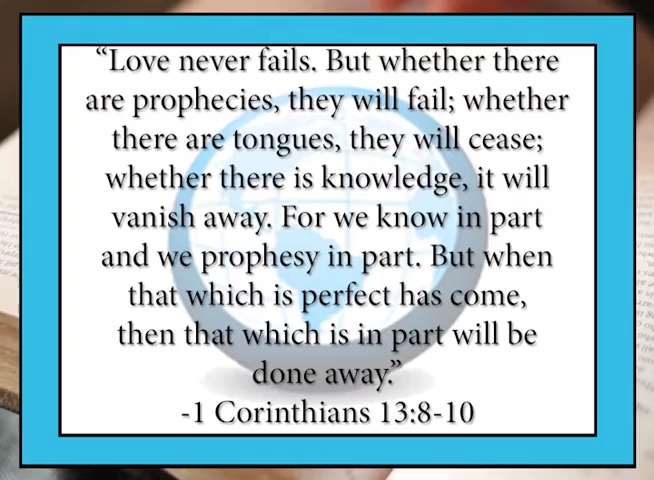 “Love never fails. But whether there
are prophecies, they will fail; whether
there are tongues, they will cease;
whether there is knowledge, it will
vanish away. For we know in part
and we prophesy in part. But when
that which is perfect has come,
then that which is in part will be
done away.”
-1 Corinthians 13:8-10